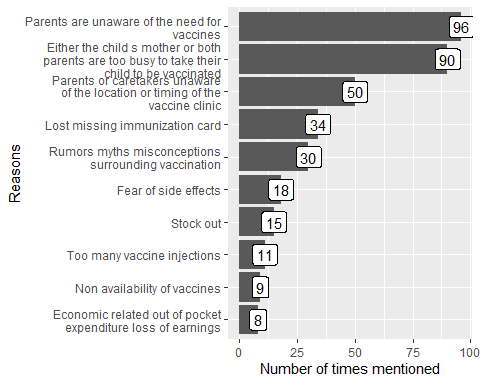 Parents are unaware of the need for
vaccines
96
Either the child s mother or both
parents are too busy to take their
child to be vaccinated
90
Parents or caretakers unaware
of the location or timing of the
vaccine clinic
50
Lost missing immunization card
34
Rumors myths misconceptions
surrounding vaccination
30
Fear of side effects
18
Stock out
15
Too many vaccine injections
11
Non availability of vaccines
9
Economic related out of pocket
expenditure loss of earnings
8
Reasons
0 25 50 75 100
Number of times mentioned